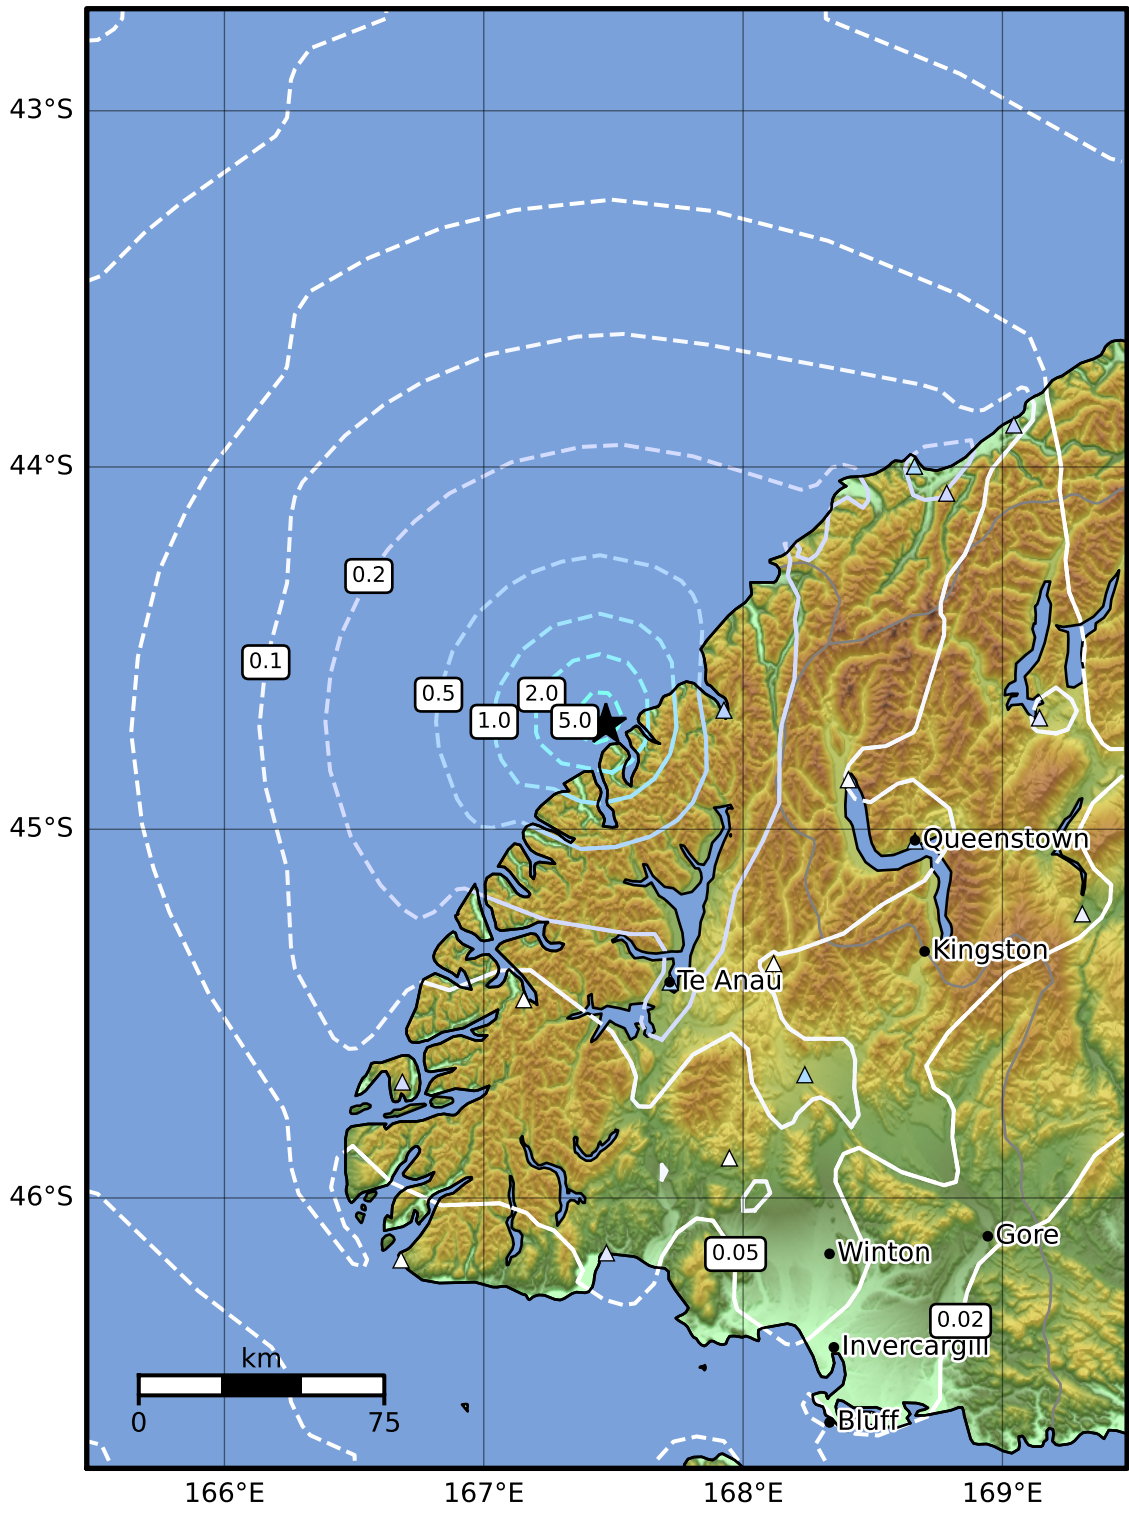 43°S
44°S
0.2
0.1
0.5
2.0
1.0
5.0
45°S
Queenstown
Kingston
Te Anau
46°S
0.05
Winton
Gore
0.02
Invercargill
km
0
75
Bluff
166°E
167°E
168°E
169°E